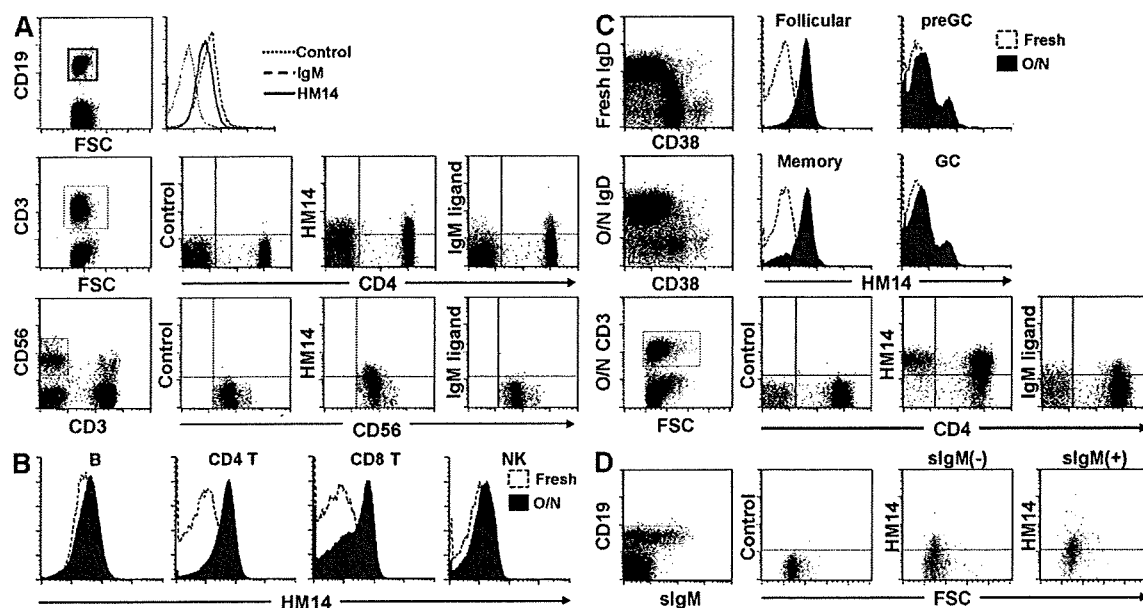 A
CD19
FSC
Control
IgM
HM14
CD3
FSC
Control
HM14
IgM ligand
CD4
CD56
CD3
Control
HM14
IgM ligand
CD56
B
B
CD4 T
CD8 T
NK
Fresh
O/N
HM14
C
Fresh IgD
CD38
Follicular
preGC
Fresh
O/N
O/N IgD
CD38
Memory
GC
HM14
O/N CD3
FSC
Control
HM14
IgM ligand
CD4
D
CD19
sIgM
Control
sIgM(-)
HM14
sIgM(+)
HM14
FSC